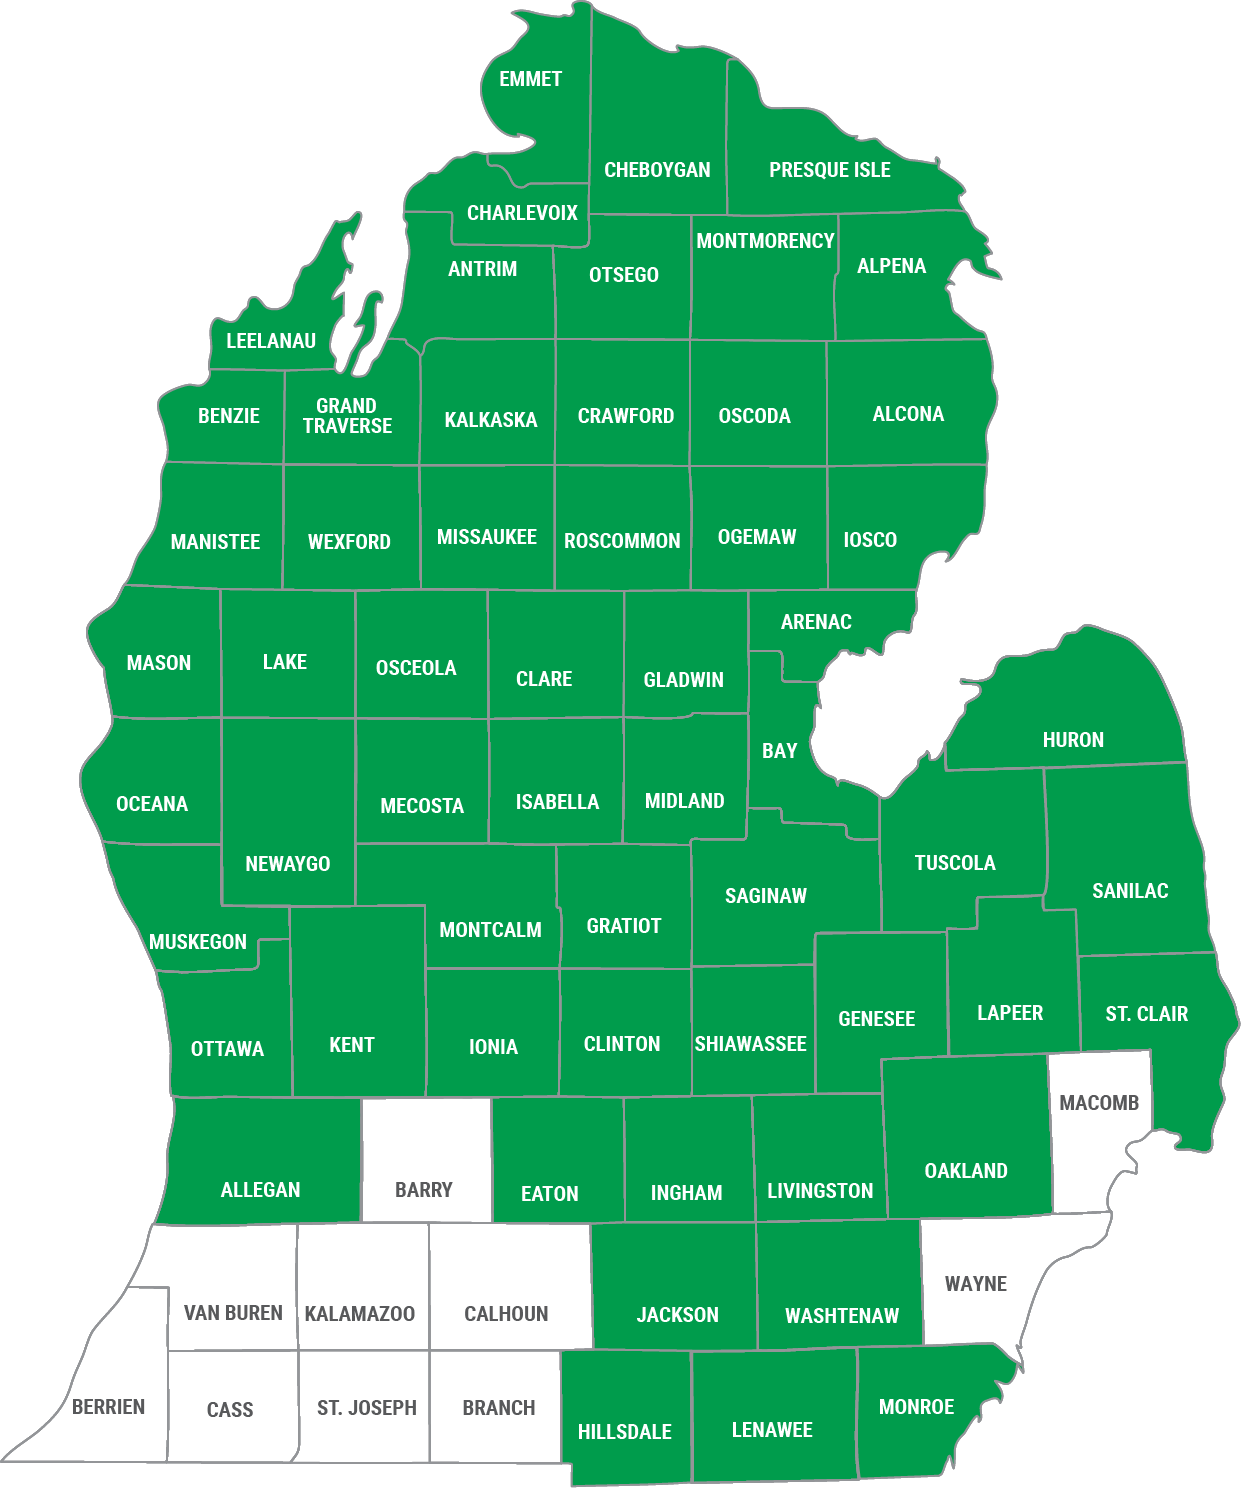 EMMET
CHEBOYGAN
PRESQUE ISLE
CHARLEVOIX
MONTMORENCY
ANTRIM
OTSEGO
ALPENA
LEELANAU
BENZIE
GRAND
TRAVERSE
KALKASKA
CRAWFORD
OSCODA
ALCONA
MANISTEE
WEXFORD
MISSAUKEE
ROSCOMMON
OGEMAW
IOSCO
ARENAC
MASON
LAKE
OSCEOLA
CLARE
GLADWIN
BAY
HURON
OCEANA
NEWAYGO
MECOSTA
ISABELLA
MIDLAND
TUSCOLA
SANILAC
SAGINAW
MUSKEGON
MONTCALM
GRATIOT
OTTAWA
KENT
IONIA
CLINTON
SHIAWASSEE
GENESEE
LAPEER
ST. CLAIR
MACOMB
ALLEGAN
BARRY
EATON
INGHAM
LIVINGSTON
OAKLAND
VAN BUREN
KALAMAZOO
CALHOUN
JACKSON
WASHTENAW
WAYNE
BERRIEN
CASS
ST. JOSEPH
BRANCH
HILLSDALE
LENAWEE
MONROE